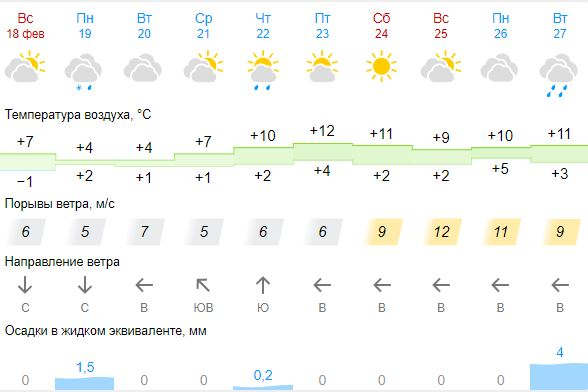 Вс Пн Вт Ср Чт Пт Сб Вс Пн Вт
18 фев 19 20 21 22 23 24 25 26 27
Температура воздуха, °C
+7 +4 +4 +7 +10 +12 +11 +9 +10 +11
−1 +2 +1 +1 +2 +4 +2 +2 +5 +3
Порывы ветра, м/с
6 5 7 5 6 6 9 12 11 9
Направление ветра
С С В ЮВ Ю В В В В В
Осадки в жидком эквиваленте, мм
0 1,5 0 0 0,2 0 0 0 0 4